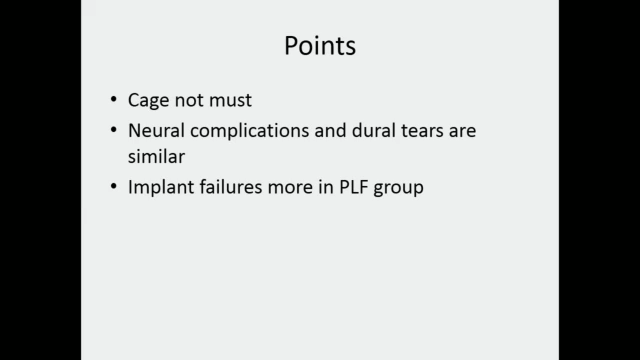 Points
• Cage not must
• Neural complications and dural tears are
similar
• Implant failures more in PLF group